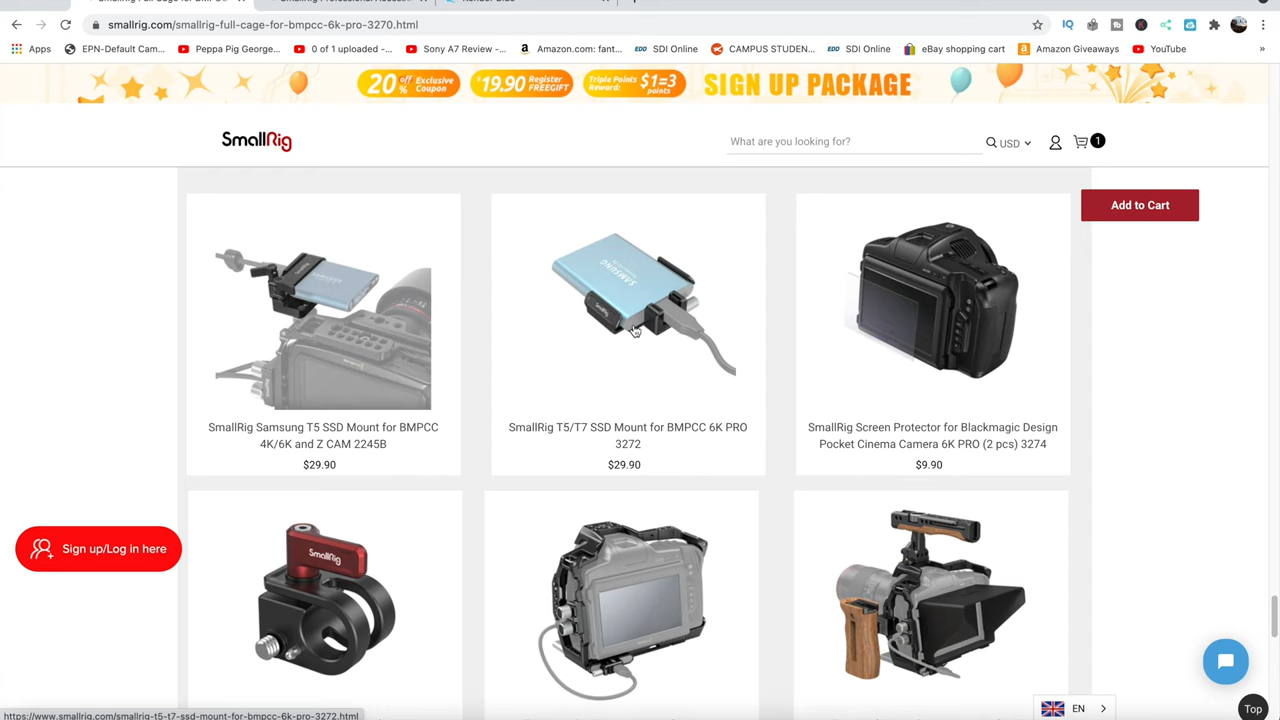 smallrig.com/smallrig-full-cage-for-bmpcc-6k-pro-3270.html
Apps
EPN-Default Cam...
Peppa Pig George...
0 of 1 uploaded -...
Sony A7 Review -...
Amazon.com: fant...
EDD SDI Online
CAMPUS STUDEN...
EDD SDI Online
eBay shopping cart
Amazon Giveaways
YouTube
20% off Exclusive Coupon
$19.90 Register FREEGIFT
Triple Points Reward: $1=3 points
SIGN UP PACKAGE
SmallRig
What are you looking for?
USD
1
Add to Cart
SAMSUNG
SmallRig Samsung T5 SSD Mount for BMPCC
4K/6K and Z CAM 2245B
$29.90
SmallRig T5/T7 SSD Mount for BMPCC 6K PRO
3272
$29.90
SmallRig Screen Protector for Blackmagic Design
Pocket Cinema Camera 6K PRO (2 pcs) 3274
$9.90
Sign up/Log in here
SmallRig
EN
Top
https://www.smallrig.com/smallrig-t5-t7-ssd-mount-for-bmpcc-6k-pro-3272.html